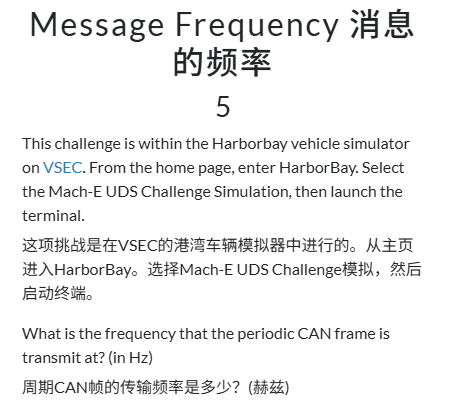 Message Frequency 消息
的频率
5
This challenge is within the Harborbay vehicle simulator
on VSEC. From the home page, enter HarborBay. Select
the Mach-E UDS Challenge Simulation, then launch the
terminal.
这项挑战是在VSEC的港湾车辆模拟器中进行的。从主页
进入HarborBay。选择Mach-E UDS Challenge模拟，然后
启动终端。
What is the frequency that the periodic CAN frame is
transmit at? (in Hz)
周期CAN帧的传输频率是多少？(赫兹)